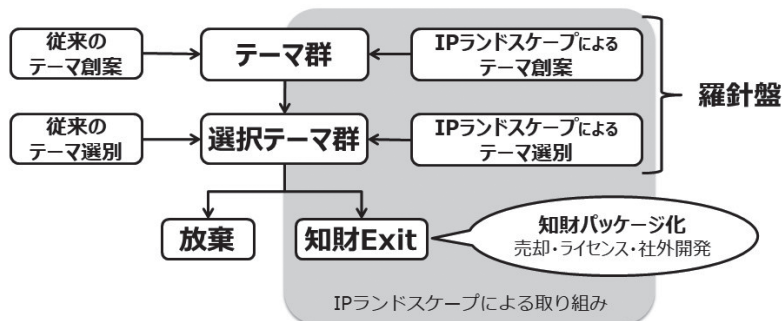 従来の
テーマ創案
テーマ群
IPランドスケープによる
テーマ創案
羅針盤
従来の
テーマ選別
選択テーマ群
IPランドスケープによる
テーマ選別
放棄
知財Exit
知財パッケージ化
売却・ライセンス・社外開発
IPランドスケープによる取り組み